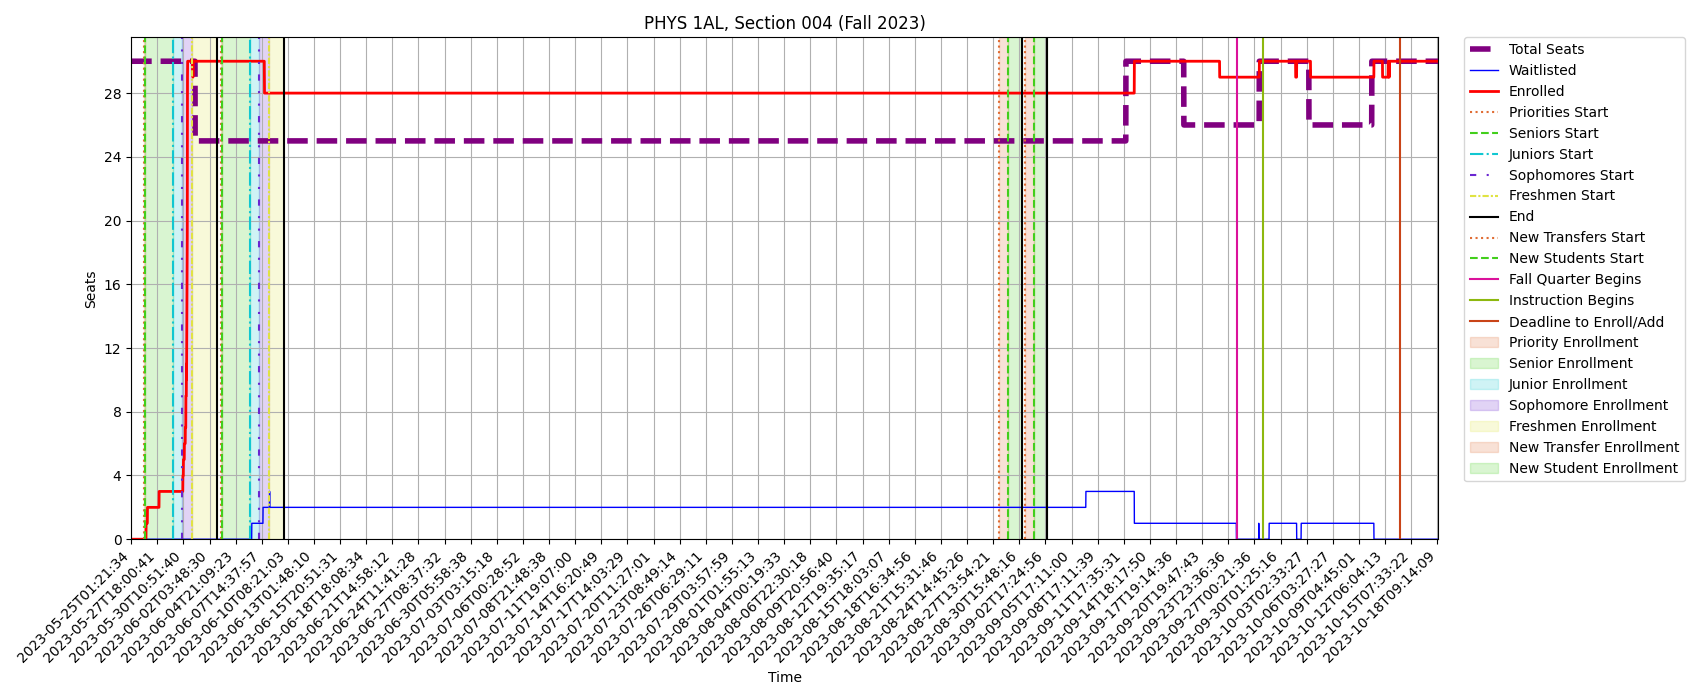 PHYS 1AL, Section 004 (Fall 2023)
Seats
28
24
20
16
12
8
4
0
2023-05-25T01:21:34
2023-05-27T18:00:41
2023-05-30T10:51:40
2023-06-02T03:48:30
2023-06-04T21:09:23
2023-06-07T14:37:57
2023-06-10T08:21:03
2023-06-13T01:48:10
2023-06-15T20:51:31
2023-06-18T18:08:34
2023-06-21T14:58:12
2023-06-24T11:41:28
2023-06-27T08:37:32
2023-06-30T05:58:38
2023-07-03T03:15:18
2023-07-06T00:28:52
2023-07-08T21:48:38
2023-07-11T19:07:00
2023-07-14T16:20:49
2023-07-17T14:03:29
2023-07-20T11:27:01
2023-07-23T08:49:14
2023-07-26T06:29:11
2023-07-29T03:57:59
2023-08-01T01:55:13
2023-08-04T00:19:33
2023-08-06T22:30:18
2023-08-09T20:56:40
2023-08-12T19:35:17
2023-08-15T18:03:07
2023-08-18T16:34:56
2023-08-21T15:31:46
2023-08-24T14:45:26
2023-08-27T13:54:21
2023-08-30T15:48:16
2023-09-02T17:24:56
2023-09-05T17:11:00
2023-09-08T17:11:39
2023-09-11T17:35:31
2023-09-14T18:17:50
2023-09-17T19:14:36
2023-09-20T19:47:43
2023-09-23T23:36:36
2023-09-27T00:21:36
2023-09-30T01:25:16
2023-10-03T02:33:27
2023-10-06T03:27:27
2023-10-09T04:45:01
2023-10-12T06:04:13
2023-10-15T07:33:22
2023-10-18T09:14:09
Time
Total Seats
Waitlisted
Enrolled
Priorities Start
Seniors Start
Juniors Start
Sophomores Start
Freshmen Start
End
New Transfers Start
New Students Start
Fall Quarter Begins
Instruction Begins
Deadline to Enroll/Add
Priority Enrollment
Senior Enrollment
Junior Enrollment
Sophomore Enrollment
Freshmen Enrollment
New Transfer Enrollment
New Student Enrollment